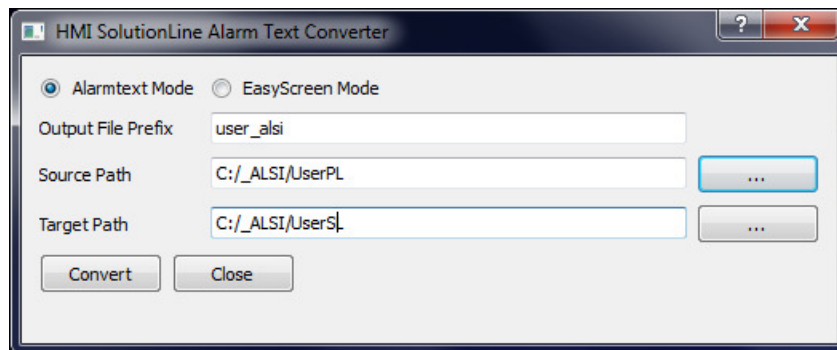 HMI SolutionLine Alarm Text Converter
? X
Alarmtext Mode EasyScreen Mode
Output File Prefix user_alsi
Source Path C:/_ALSI/UserPL ...
Target Path C:/_ALSI/UserSL ...
Convert Close